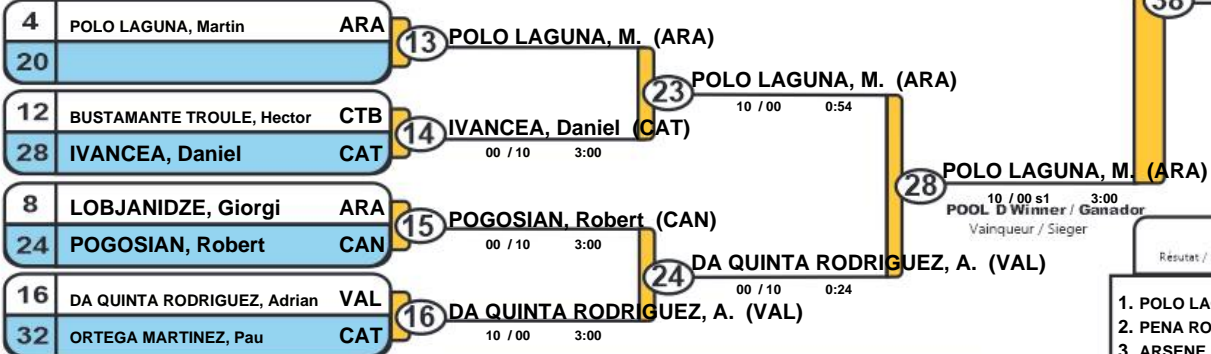 38
4 POLO LAGUNA, Martin ARA
20
13 POLO LAGUNA, M. (ARA)
12 BUSTAMANTE TROULE, Hector CTB
28 IVANCEA, Daniel CAT
14 IVANCEA, Daniel (CAT)
00 / 10 3:00
23 POLO LAGUNA, M. (ARA)
10 / 00 0:54
8 LOBJANIDZE, Giorgi ARA
24 POGOSIAN, Robert CAN
15 POGOSIAN, Robert (CAN)
00 / 10 3:00
16 DA QUINTA RODRIGUEZ, Adrian VAL
32 ORTEGA MARTINEZ, Pau CAT
16 DA QUINTA RODRIGUEZ, A. (VAL)
10 / 00 3:00
24 DA QUINTA RODRIGUEZ, A. (VAL)
00 / 10 0:24
28 POLO LAGUNA, M. (ARA)
10 / 00 s1 3:00
POOL D Winner / Ganador
Vainqueur / Sieger
Résutat /
1. POLO LA
2. PENA RO
3. ARSENE